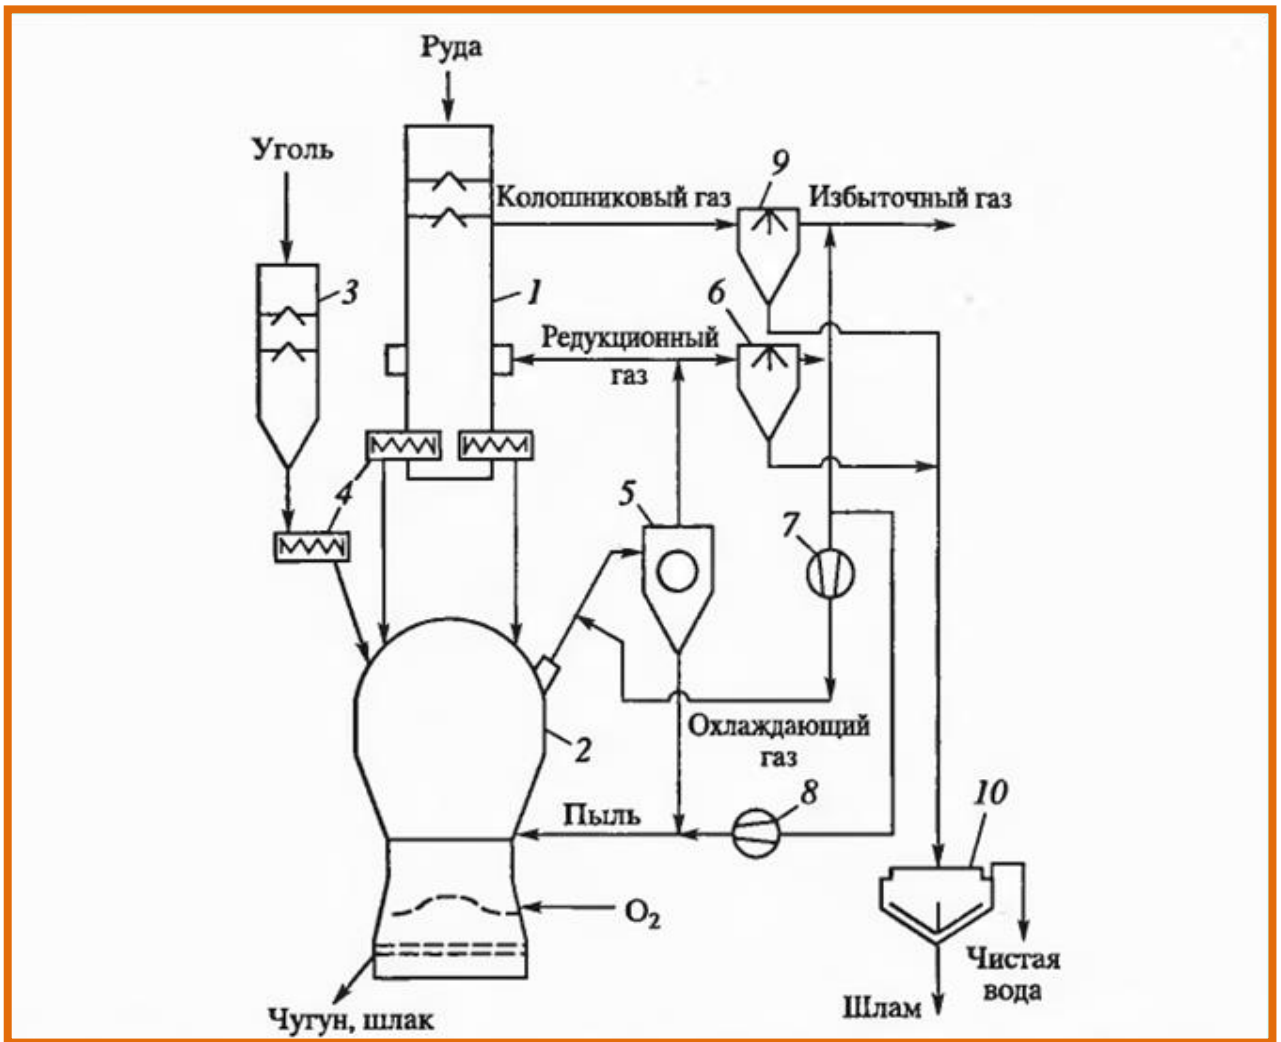 Руда
Уголь
9
Колошниковый газ
Избыточный газ
3
1
6
Редукционный
газ
4
5
7
2
Охлаждающий
газ
Пыль
8
10
O₂
Чистая
вода
Шлам
Чугун, шлак